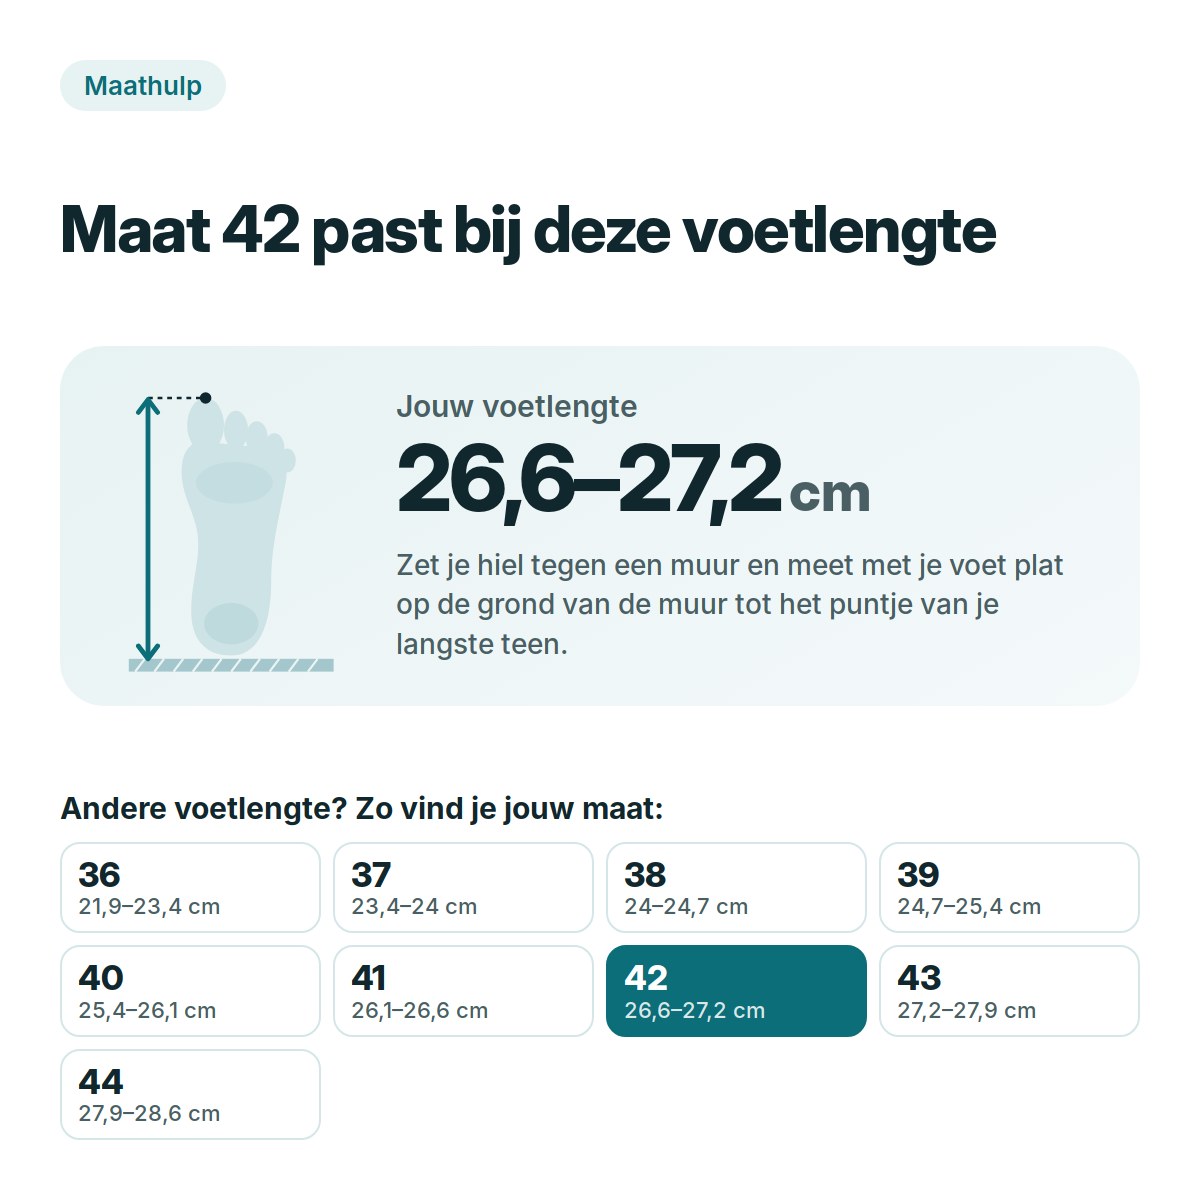 Maathulp
Maat 42 past bij deze voetlengte
Jouw voetlengte
26,6–27,2 cm
Zet je hiel tegen een muur en meet met je voet plat
op de grond van de muur tot het puntje van je
langste teen.
Andere voetlengte? Zo vind je jouw maat:
36
21,9–23,4 cm
37
23,4–24 cm
38
24–24,7 cm
39
24,7–25,4 cm
40
25,4–26,1 cm
41
26,1–26,6 cm
42
26,6–27,2 cm
43
27,2–27,9 cm
44
27,9–28,6 cm